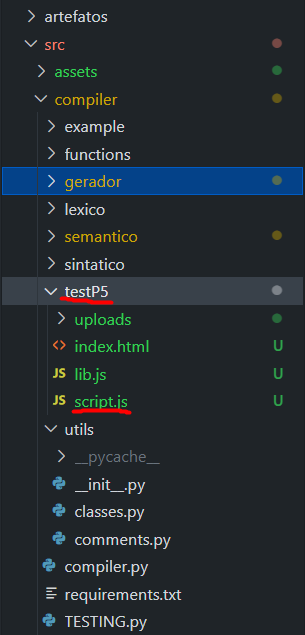 artefatos
src
assets
compiler
example
functions
gerador
lexico
semantico
sintatico
testP5
uploads
index.html U
JS lib.js U
JS script.js U
utils
__pycache__
__init__.py
classes.py
comments.py
compiler.py
requirements.txt
TESTING.py